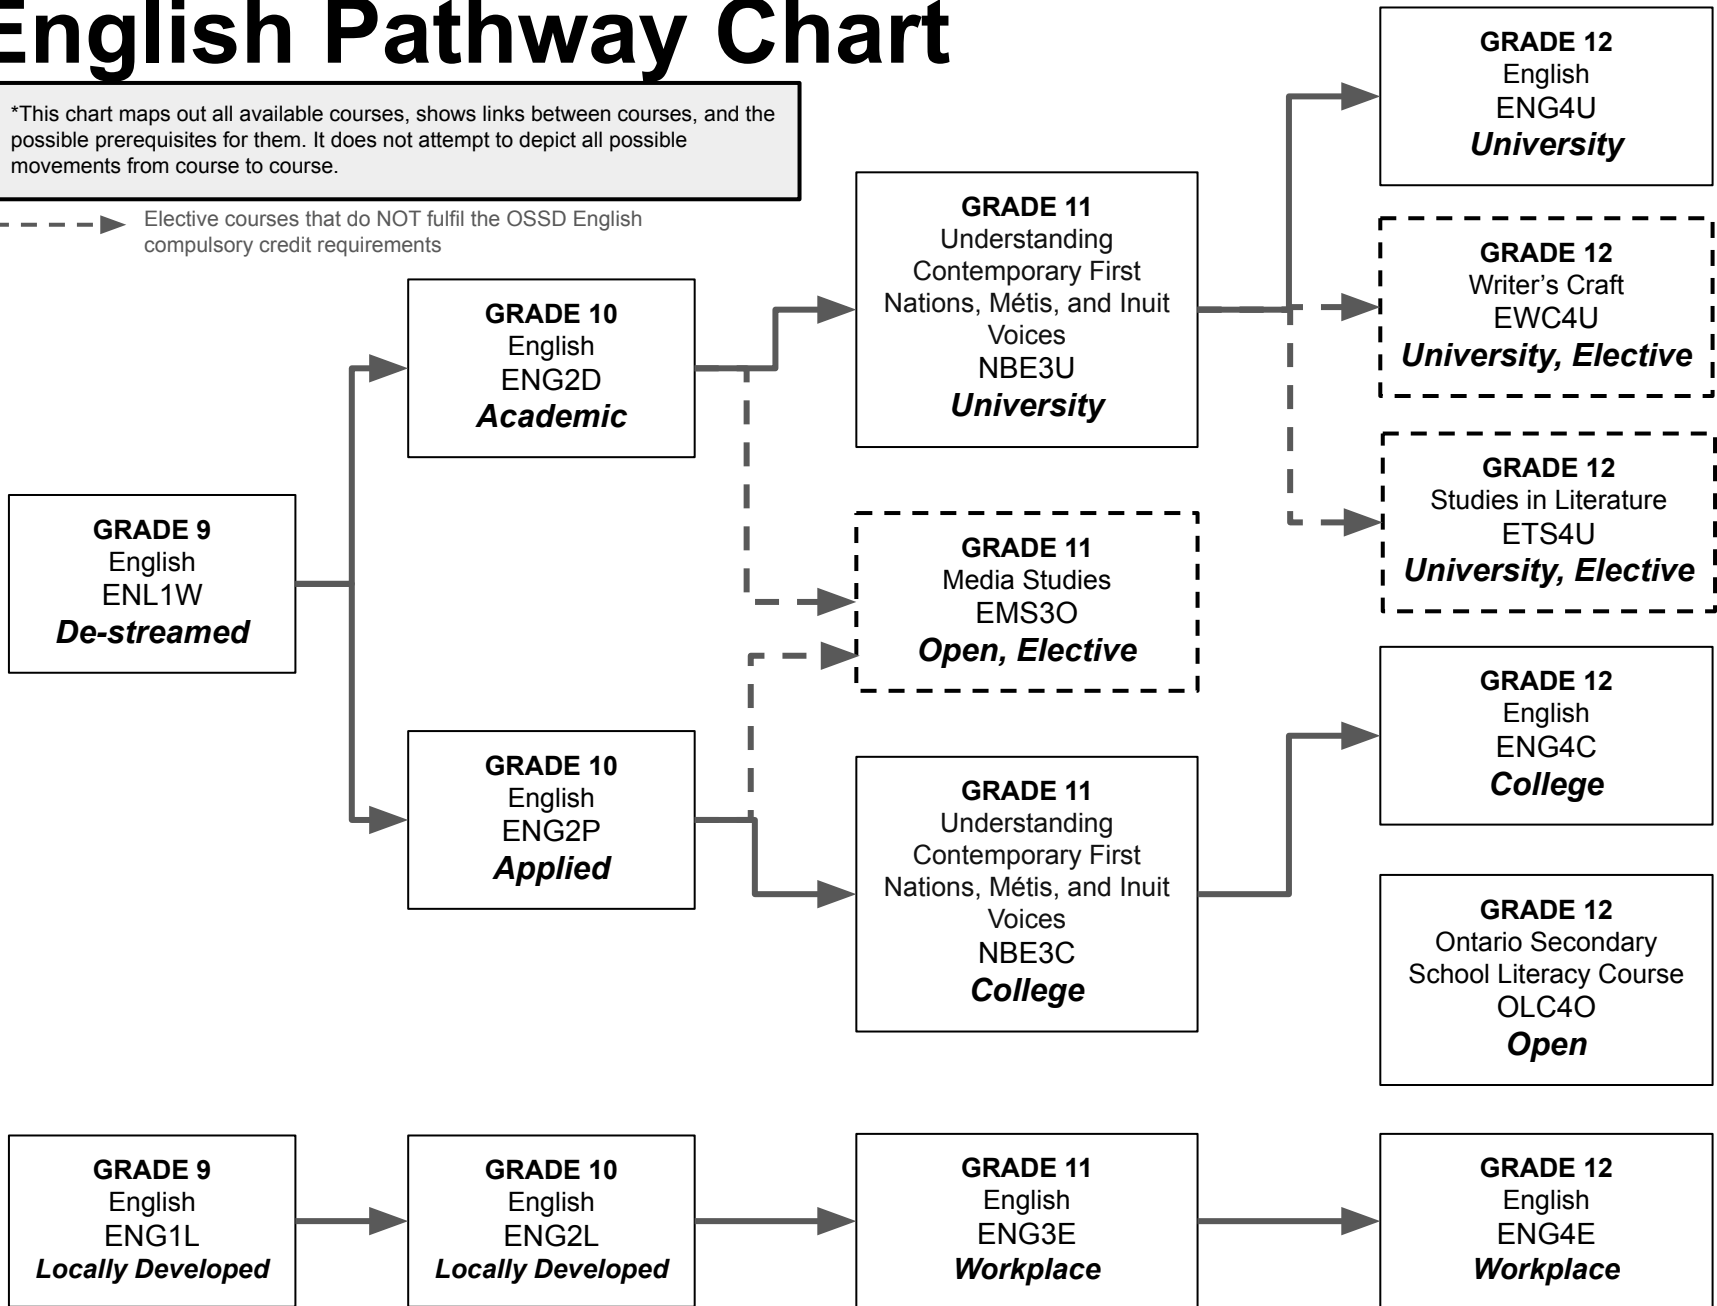 English Pathway Chart
*This chart maps out all available courses, shows links between courses, and the
possible prerequisites for them. It does not attempt to depict all possible
movements from course to course.
Elective courses that do NOT fulfil the OSSD English
compulsory credit requirements
GRADE 9
English
ENL1W
De-streamed
GRADE 10
English
ENG2D
Academic
GRADE 10
English
ENG2P
Applied
GRADE 11
Understanding
Contemporary First
Nations, Métis, and Inuit
Voices
NBE3U
University
GRADE 11
Media Studies
EMS3O
Open, Elective
GRADE 11
Understanding
Contemporary First
Nations, Métis, and Inuit
Voices
NBE3C
College
GRADE 12
English
ENG4U
University
GRADE 12
Writer’s Craft
EWC4U
University, Elective
GRADE 12
Studies in Literature
ETS4U
University, Elective
GRADE 12
English
ENG4C
College
GRADE 12
Ontario Secondary
School Literacy Course
OLC4O
Open
GRADE 9
English
ENG1L
Locally Developed
GRADE 10
English
ENG2L
Locally Developed
GRADE 11
English
ENG3E
Workplace
GRADE 12
English
ENG4E
Workplace